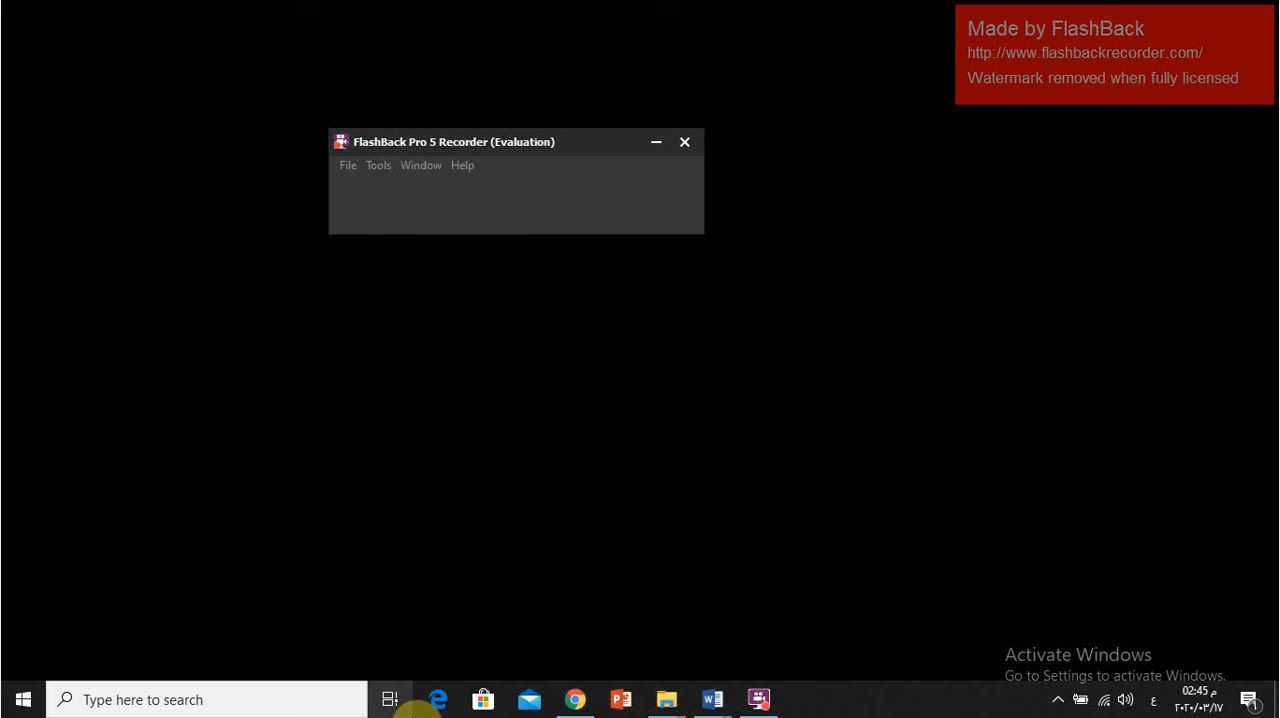 Made by FlashBack
http://www.flashbackrecorder.com/
Watermark removed when fully licensed
FlashBack Pro 5 Recorder (Evaluation)
File Tools Window Help
Activate Windows
Go to Settings to activate Windows.
Type here to search
ع
02:45 م
٢٠٢٠/٠٣/١٧
1